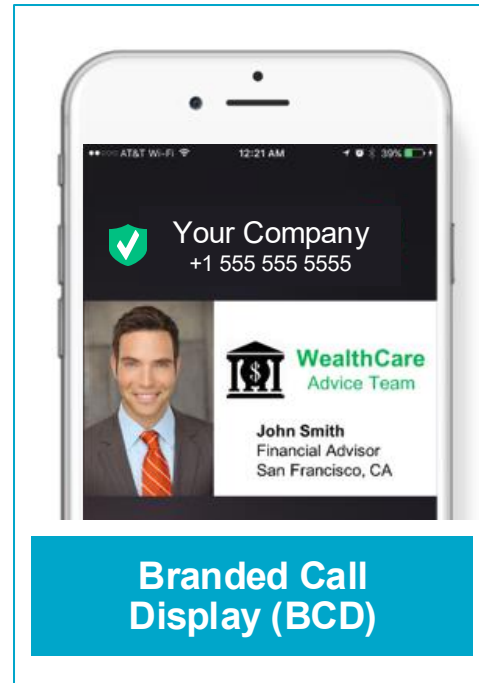 AT&T Wi-Fi 12:21 AM 39%
Your Company
+1 555 555 5555
$
WealthCare
Advice Team
John Smith
Financial Advisor
San Francisco, CA
Branded Call
Display (BCD)